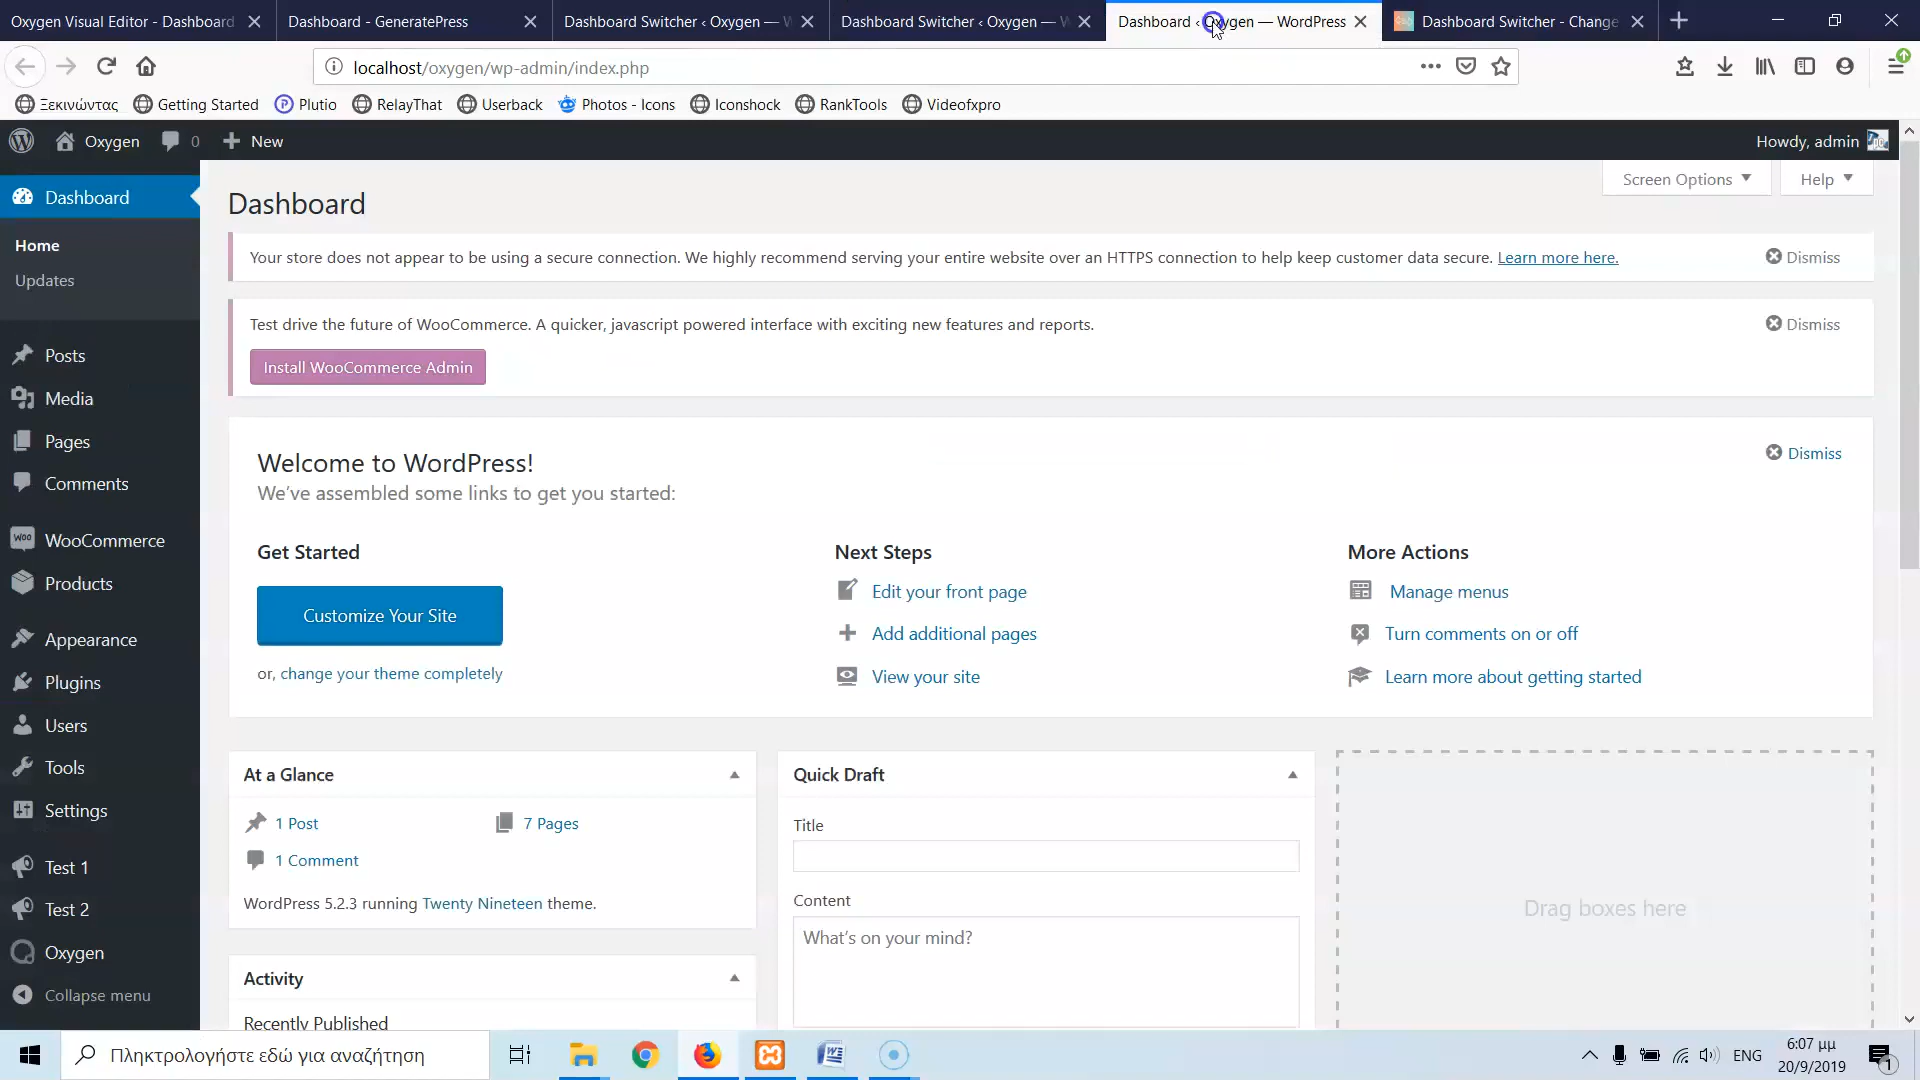 Oxygen Visual Editor - Dashboard
Dashboard - GeneratePress
Dashboard Switcher ‹ Oxygen — W
Dashboard Switcher ‹ Oxygen — W
Dashboard ‹ Oxygen — WordPress
Dashboard Switcher - Change
localhost/oxygen/wp-admin/index.php
Ξεκινώντας
Getting Started
Plutio
RelayThat
Userback
Photos - Icons
Iconshock
RankTools
Videofxpro
Oxygen
0
New
Howdy, admin
Dashboard
Home
Updates
Posts
Media
Pages
Comments
WooCommerce
Products
Appearance
Plugins
Users
Tools
Settings
Test 1
Test 2
Oxygen
Collapse menu
Screen Options
Help
Dashboard
Your store does not appear to be using a secure connection. We highly recommend serving your entire website over an HTTPS connection to help keep customer data secure. Learn more here.
Dismiss
Test drive the future of WooCommerce. A quicker, javascript powered interface with exciting new features and reports.
Dismiss
Install WooCommerce Admin
Welcome to WordPress!
Dismiss
We've assembled some links to get you started:
Get Started
Customize Your Site
or, change your theme completely
Next Steps
Edit your front page
Add additional pages
View your site
More Actions
Manage menus
Turn comments on or off
Learn more about getting started
At a Glance
1 Post
7 Pages
1 Comment
WordPress 5.2.3 running Twenty Nineteen theme.
Activity
Recently Published
Quick Draft
Title
Content
What's on your mind?
Drag boxes here
Πληκτρολογήστε εδώ για αναζήτηση
ENG
6:07 μμ
20/9/2019
1